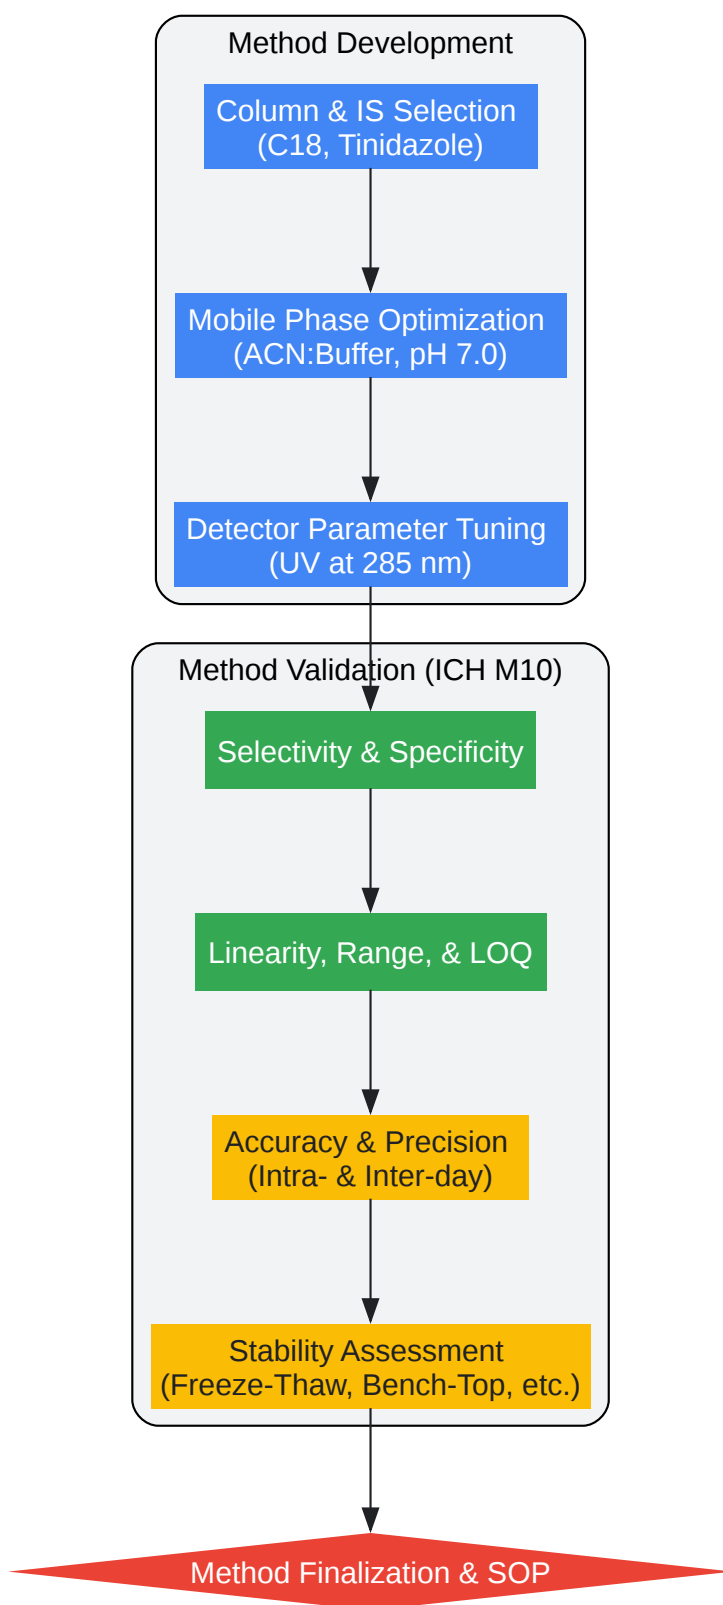 Method Development
Column & IS Selection
(C18, Tinidazole)
Mobile Phase Optimization
(ACN:Buffer, pH 7.0)
Detector Parameter Tuning
(UV at 285 nm)
Method Validation (ICH M10)
Selectivity & Specificity
Linearity, Range, & LOQ
Accuracy & Precision
(Intra- & Inter-day)
Stability Assessment
(Freeze-Thaw, Bench-Top, etc.)
Method Finalization & SOP